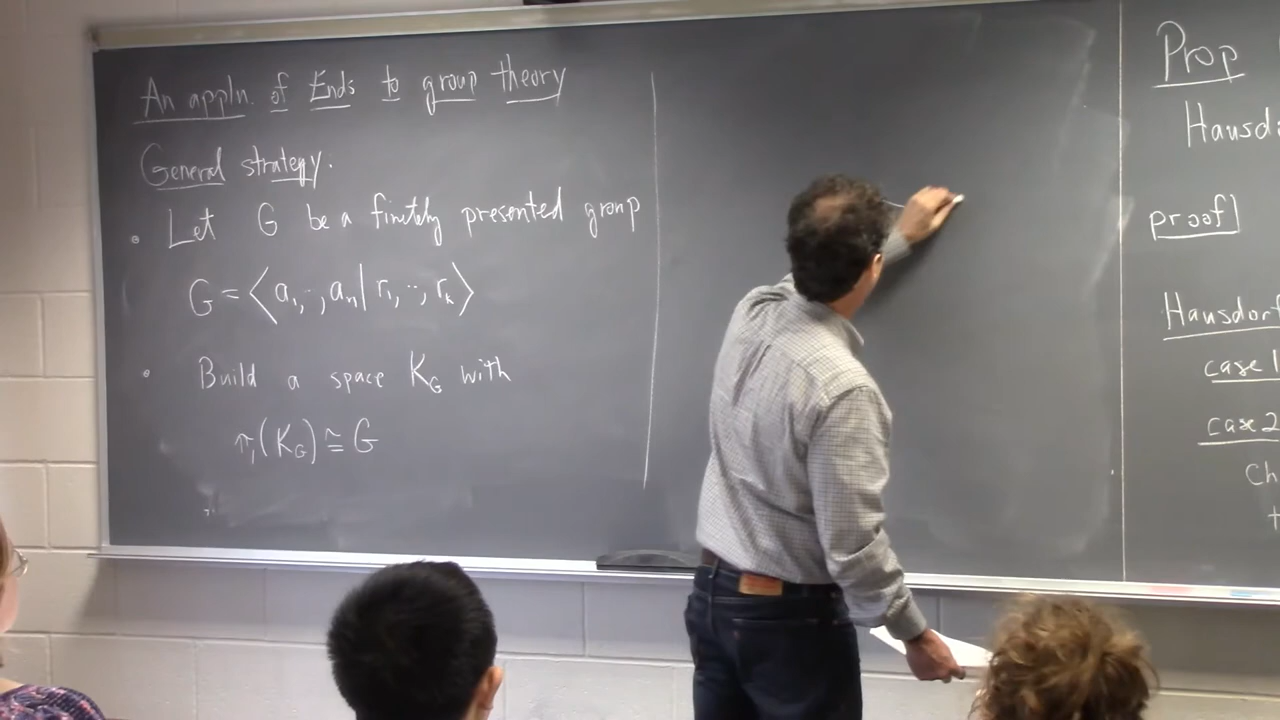 An appln. of Ends to group theory
General strategy.
• Let G be a finitely presented group
G = ⟨a₁, .., aₙ | r₁, .., rₖ⟩
• Build a space K_G with
π₁(K_G) ≅ G
Prop
Hausd
proof]
Hausdorf
case 1
case 2
Ch
t